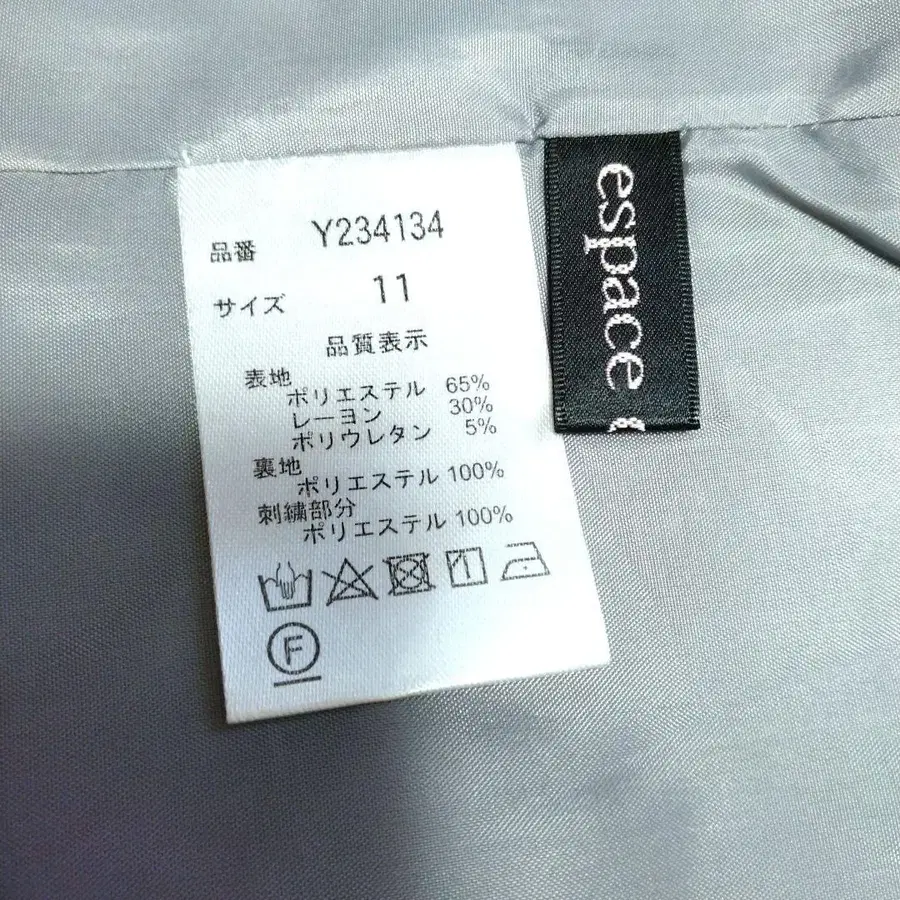 品番 Y234134
サイズ 11
品質表示
表地
ポリエステル 65%
レーヨン 30%
ポリウレタン 5%
裏地
ポリエステル 100%
刺繍部分
ポリエステル 100%
F
espace